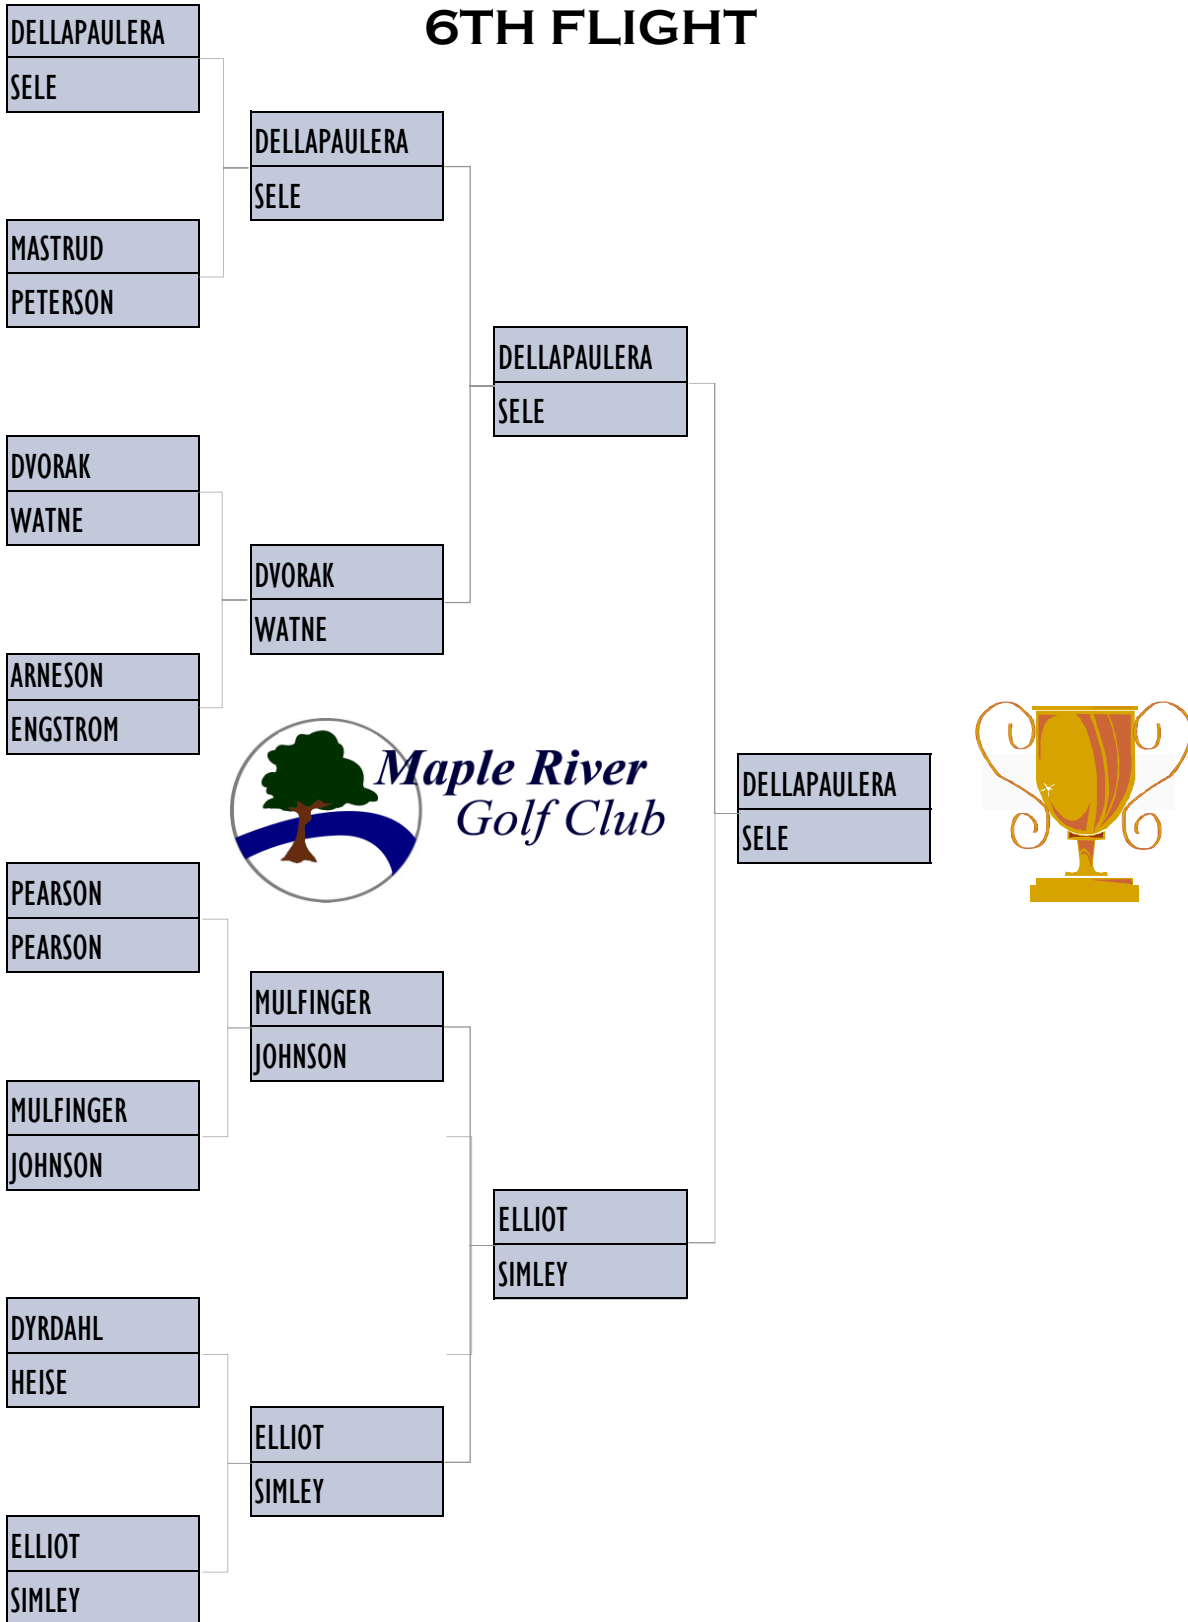 6TH FLIGHT
DELLAPAULERA
SELE
DELLAPAULERA
SELE
MASTRUD
PETERSON
DELLAPAULERA
SELE
DVORAK
WATNE
DVORAK
WATNE
ARNESON
ENGSTROM
Maple River
Golf Club
DELLAPAULERA
SELE
PEARSON
PEARSON
MULFINGER
JOHNSON
MULFINGER
JOHNSON
ELLIOT
SIMLEY
DYRDAHL
HEISE
ELLIOT
SIMLEY
ELLIOT
SIMLEY